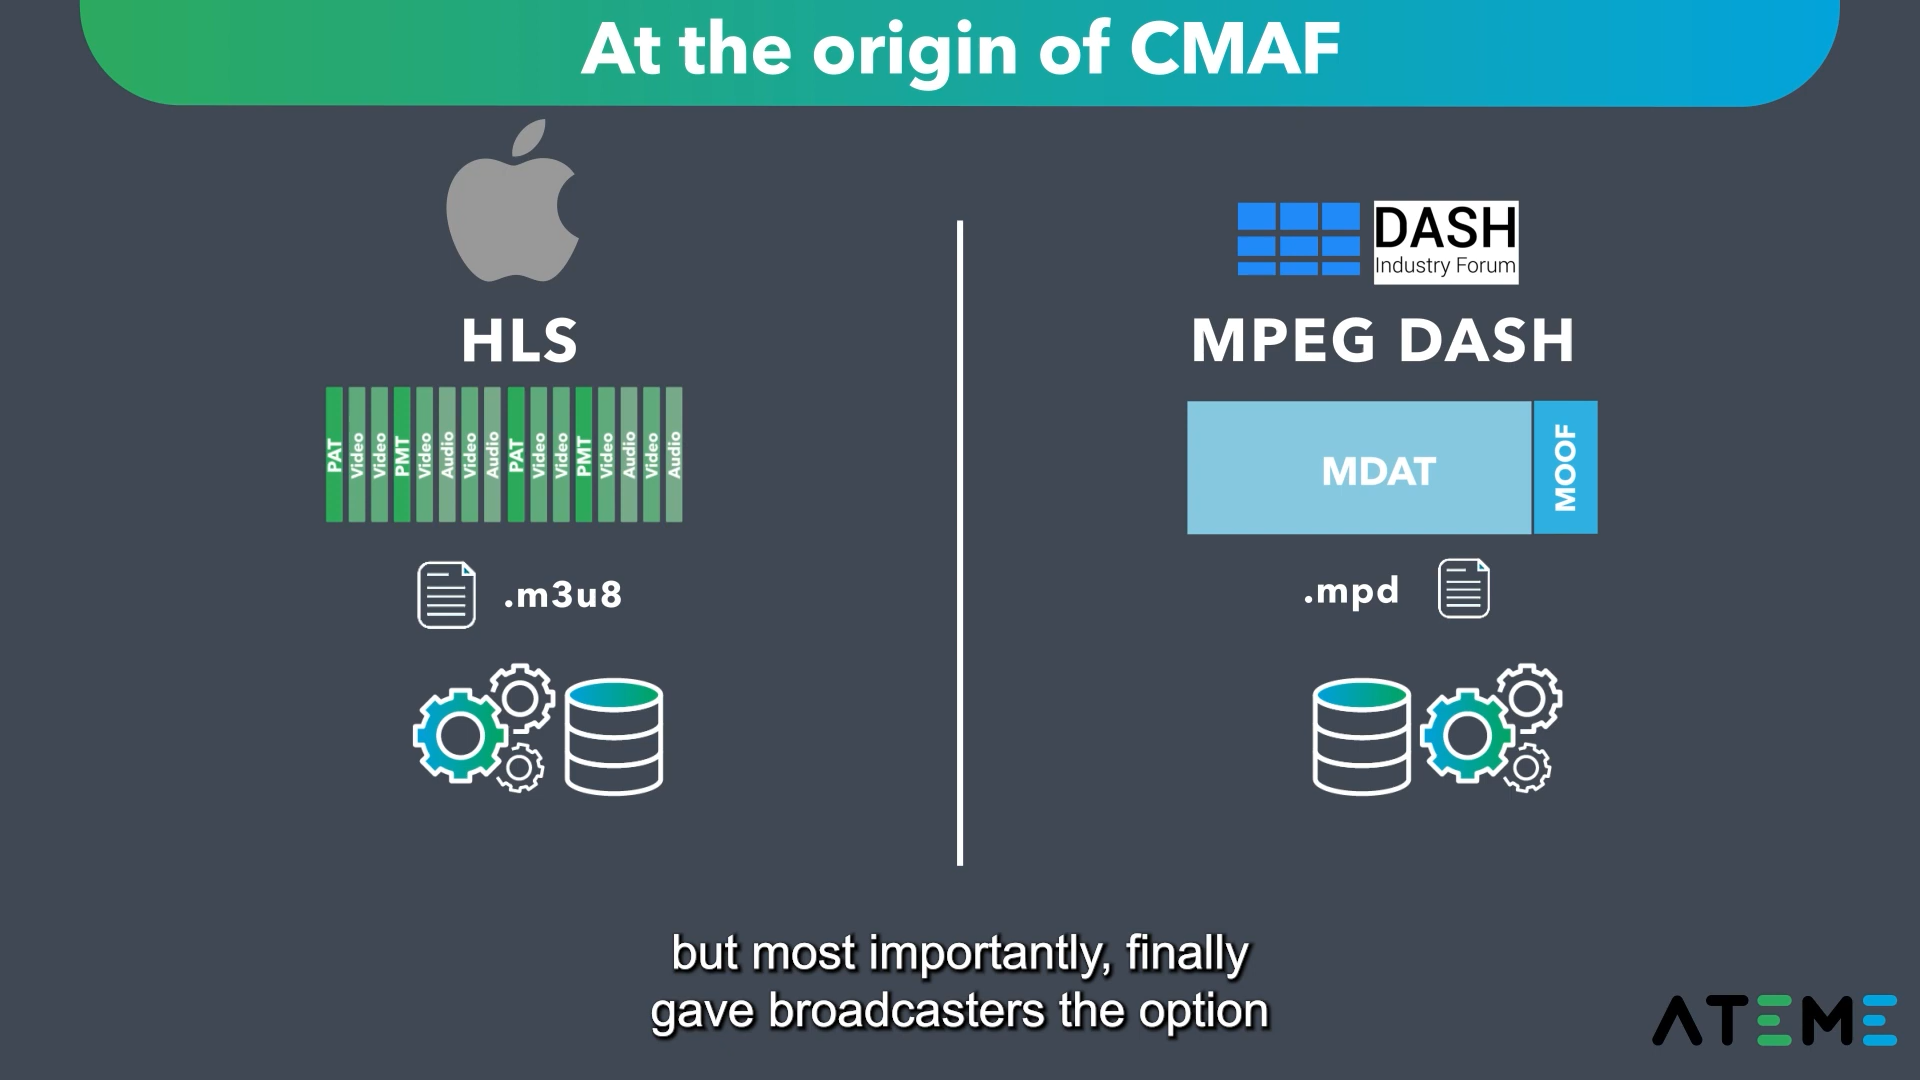 At the origin of CMAF
HLS
PAT
Video
Video
PMT
Video
Audio
Video
Audio
PAT
Video
Video
PMT
Video
Audio
Video
Audio
.m3u8
DASH
Industry Forum
MPEG DASH
MDAT
MOOF
.mpd
but most importantly, finally
gave broadcasters the option
ATEME